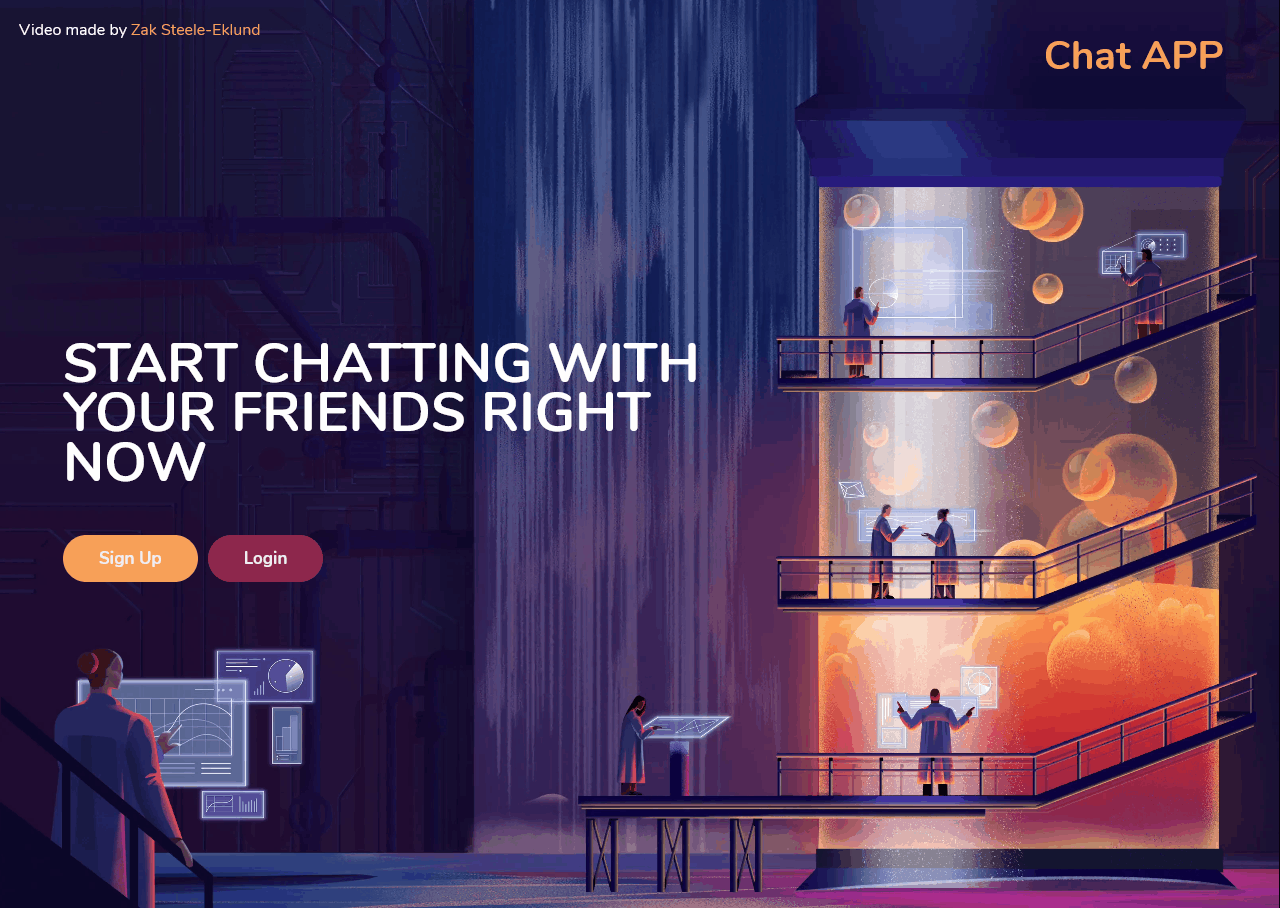 Video made by Zak Steele-Eklund
Chat APP
START CHATTING WITH
YOUR FRIENDS RIGHT
NOW
Sign Up
Login